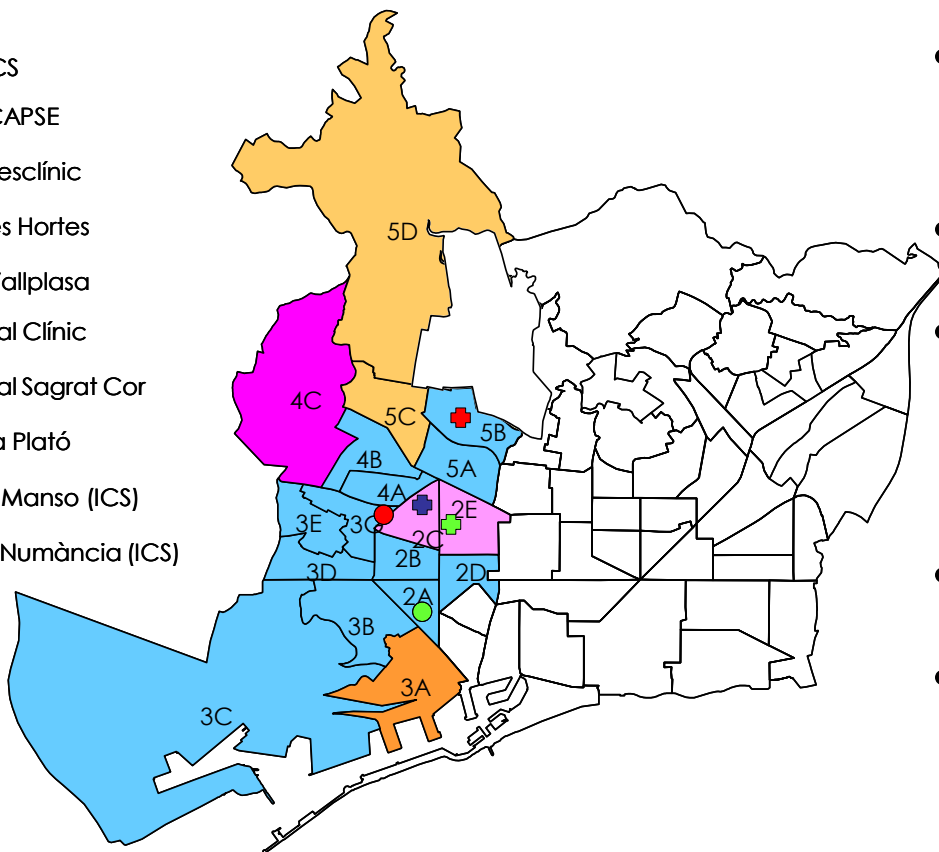 CS
CAPSE
esclínic
es Hortes
Vallplasa
al Clínic
al Sagrat Cor
a Plató
Manso (ICS)
Numància (ICS)
5D
4C
5C
5B
4B
5A
4A
2E
3E
3G
2C
2B
3D
2D
2A
3B
3A
3C